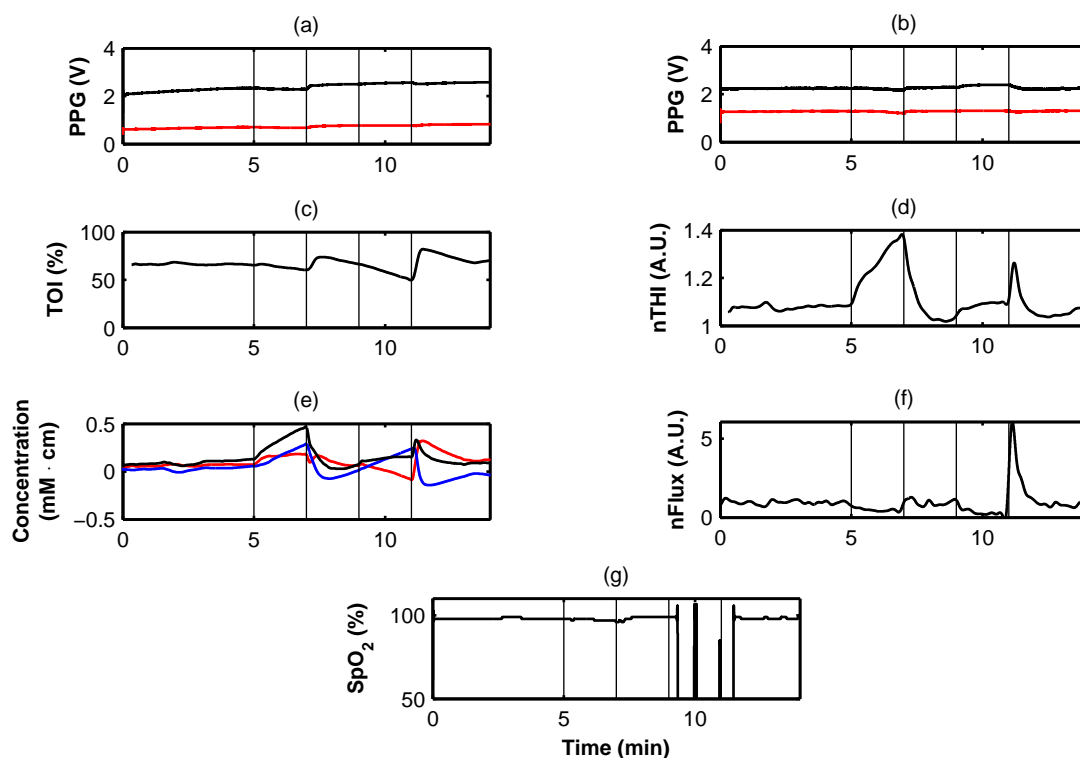 (a)
PPG (V)
4
2
0
0
5
10
(b)
PPG (V)
4
2
0
0
5
10
(c)
TOI (%)
100
50
0
0
5
10
(d)
nTHI (A.U.)
1.4
1.2
1
0
5
10
(e)
Concentration
(mM · cm)
0.5
0
−0.5
0
5
10
(f)
nFlux (A.U.)
5
0
0
5
10
(g)
SpO₂ (%)
100
50
0
5
10
Time (min)